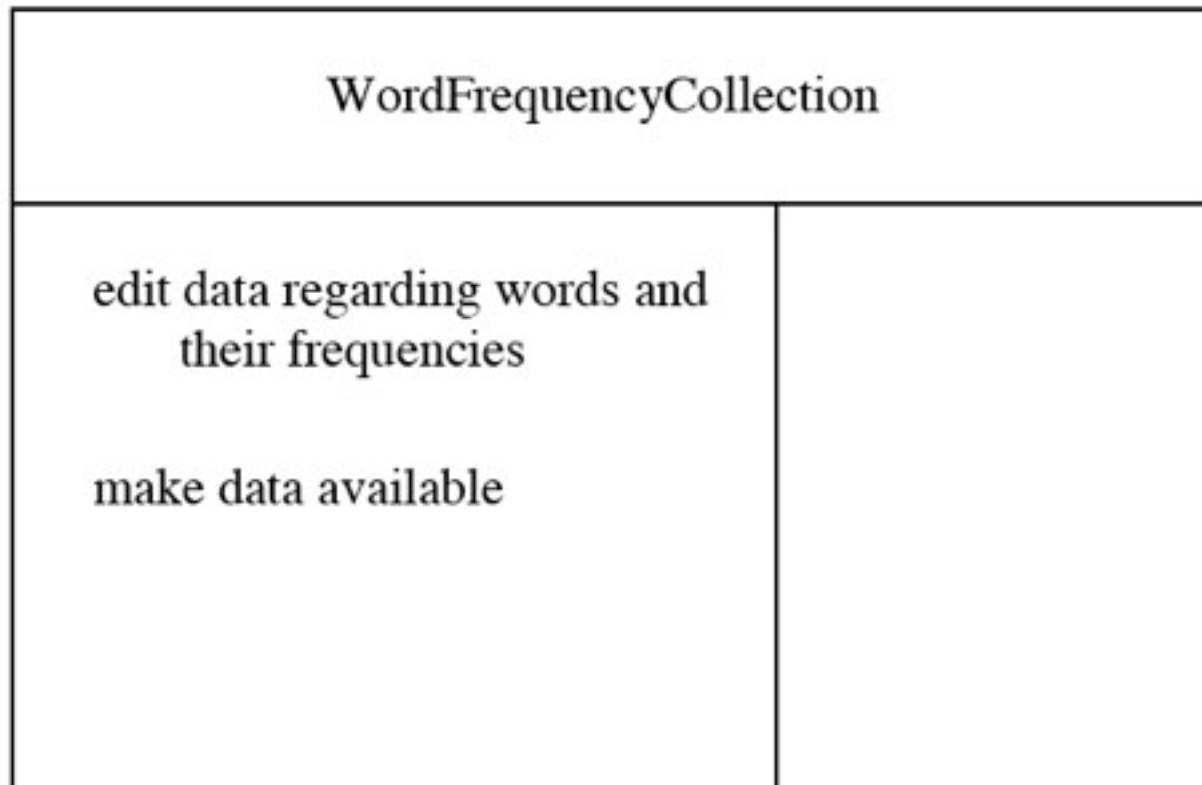 WordFrequencyCollection
edit data regarding words and
their frequencies
make data available